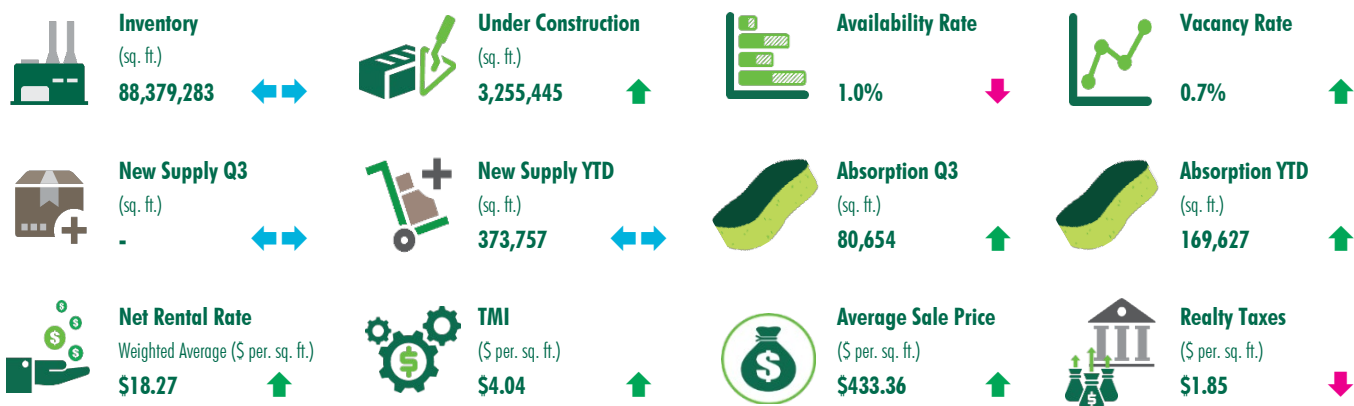 Inventory
(sq. ft.)
88,379,283
Under Construction
(sq. ft.)
3,255,445
Availability Rate
1.0%
Vacancy Rate
0.7%
New Supply Q3
(sq. ft.)
-
New Supply YTD
(sq. ft.)
373,757
Absorption Q3
(sq. ft.)
80,654
Absorption YTD
(sq. ft.)
169,627
$
$
$
$
Net Rental Rate
Weighted Average ($ per. sq. ft.)
$18.27
$
TMI
($ per. sq. ft.)
$4.04
$
Average Sale Price
($ per. sq. ft.)
$433.36
$
Realty Taxes
($ per. sq. ft.)
$1.85